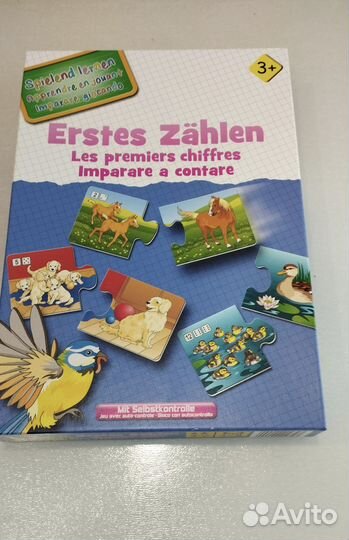 Spielend lernen
Apprendre en jouant
Imparare giocando
3+
Erstes Zählen
Les premiers chiffres
Imparare a contare
2
5
12
Mit Selbstkontrolle
Jeu avec auto-contrôle · Gioco con autocontrollo
Avito